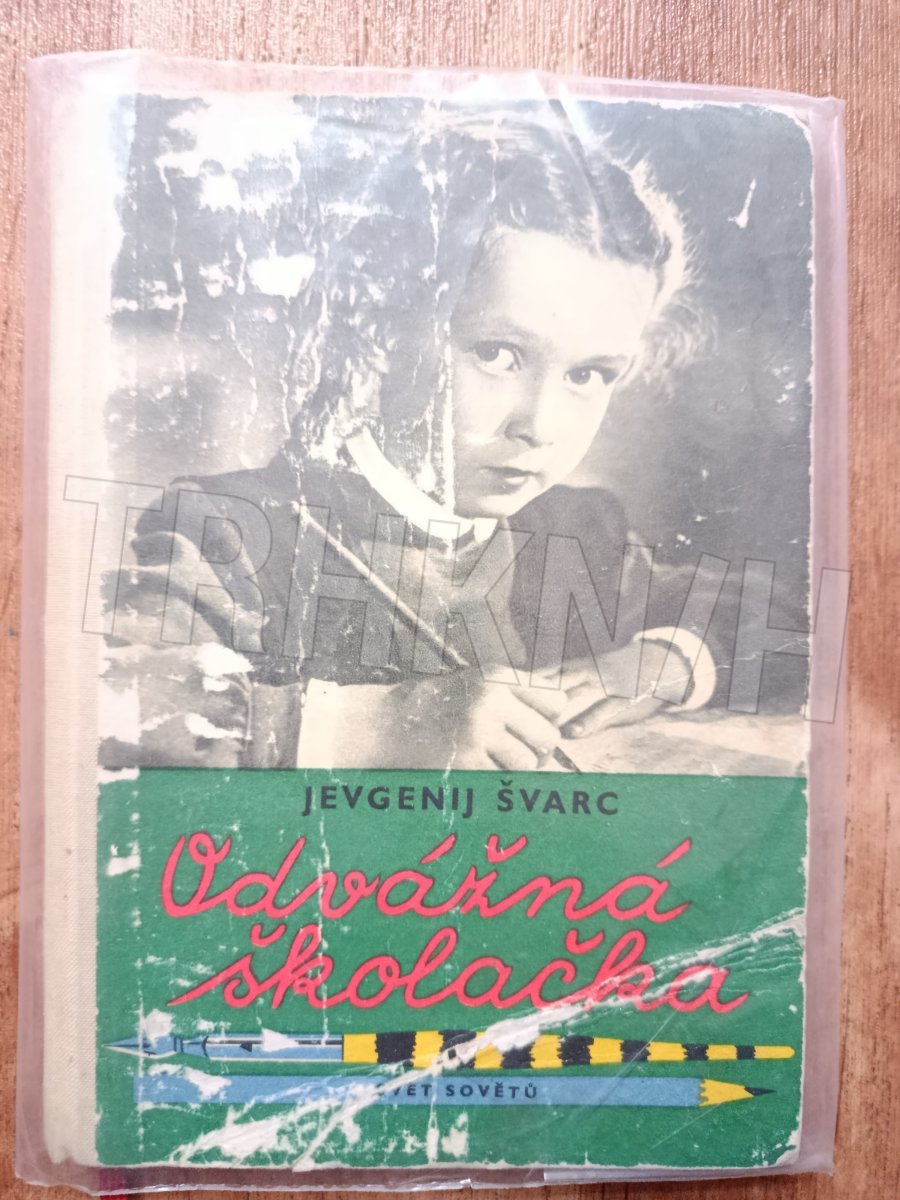 TRHKNIH
JEVGENIJ ŠVARC
Odvážná
školačka
SVĚT SOVĚTŮ